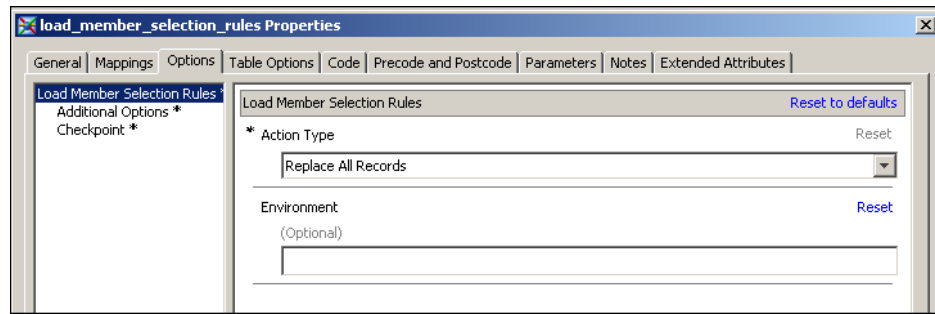 load_member_selection_rules Properties
General Mappings Options Table Options Code Precode and Postcode Parameters Notes Extended Attributes
Load Member Selection Rules *
Additional Options *
Checkpoint *
Load Member Selection Rules Reset to defaults
* Action Type Reset
Replace All Records
Environment Reset
(Optional)